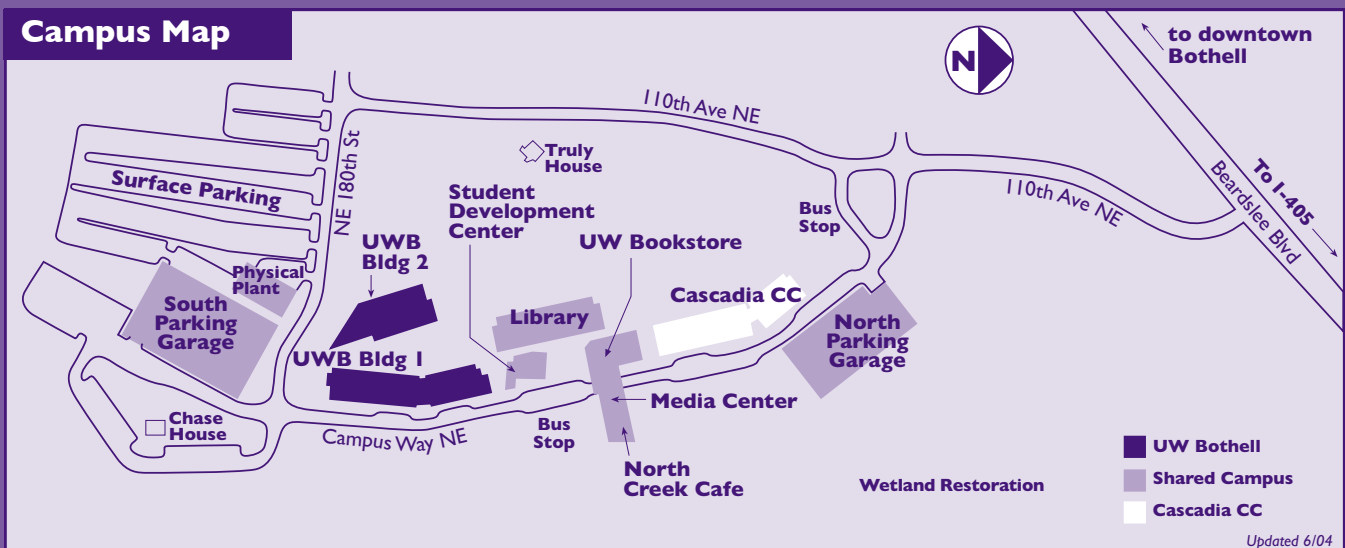 Campus Map
N
to downtown
Bothell
110th Ave NE
NE 180th St
Truly
House
Surface Parking
Student
Development
Center
To I-405
Beardslee Blvd
110th Ave NE
Bus
Stop
UWB
Bldg 2
UW Bookstore
Physical
Plant
South
Parking
Garage
Cascadia CC
Library
North
Parking
Garage
UWB Bldg 1
Media Center
Chase
House
Campus Way NE
Bus
Stop
North
Creek Cafe
Wetland Restoration
UW Bothell
Shared Campus
Cascadia CC
Updated 6/04